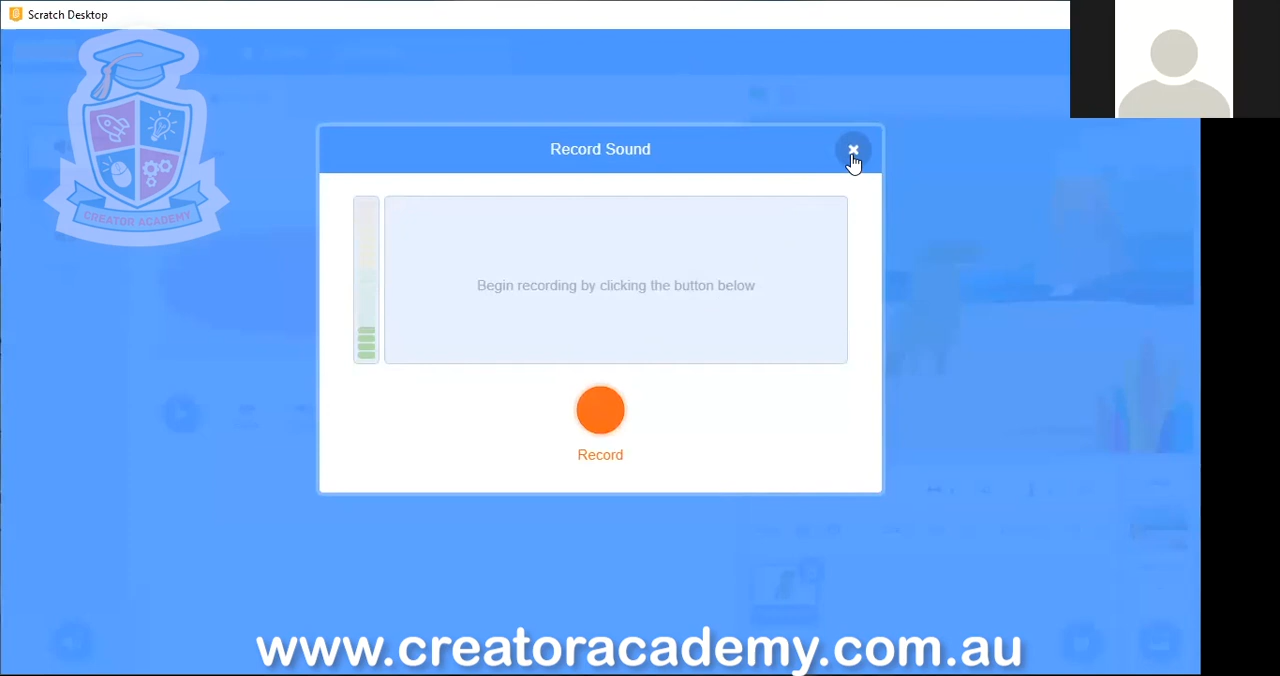 Scratch Desktop
CREATOR ACADEMY
Record Sound
Begin recording by clicking the button below
Record
www.creatoracademy.com.au